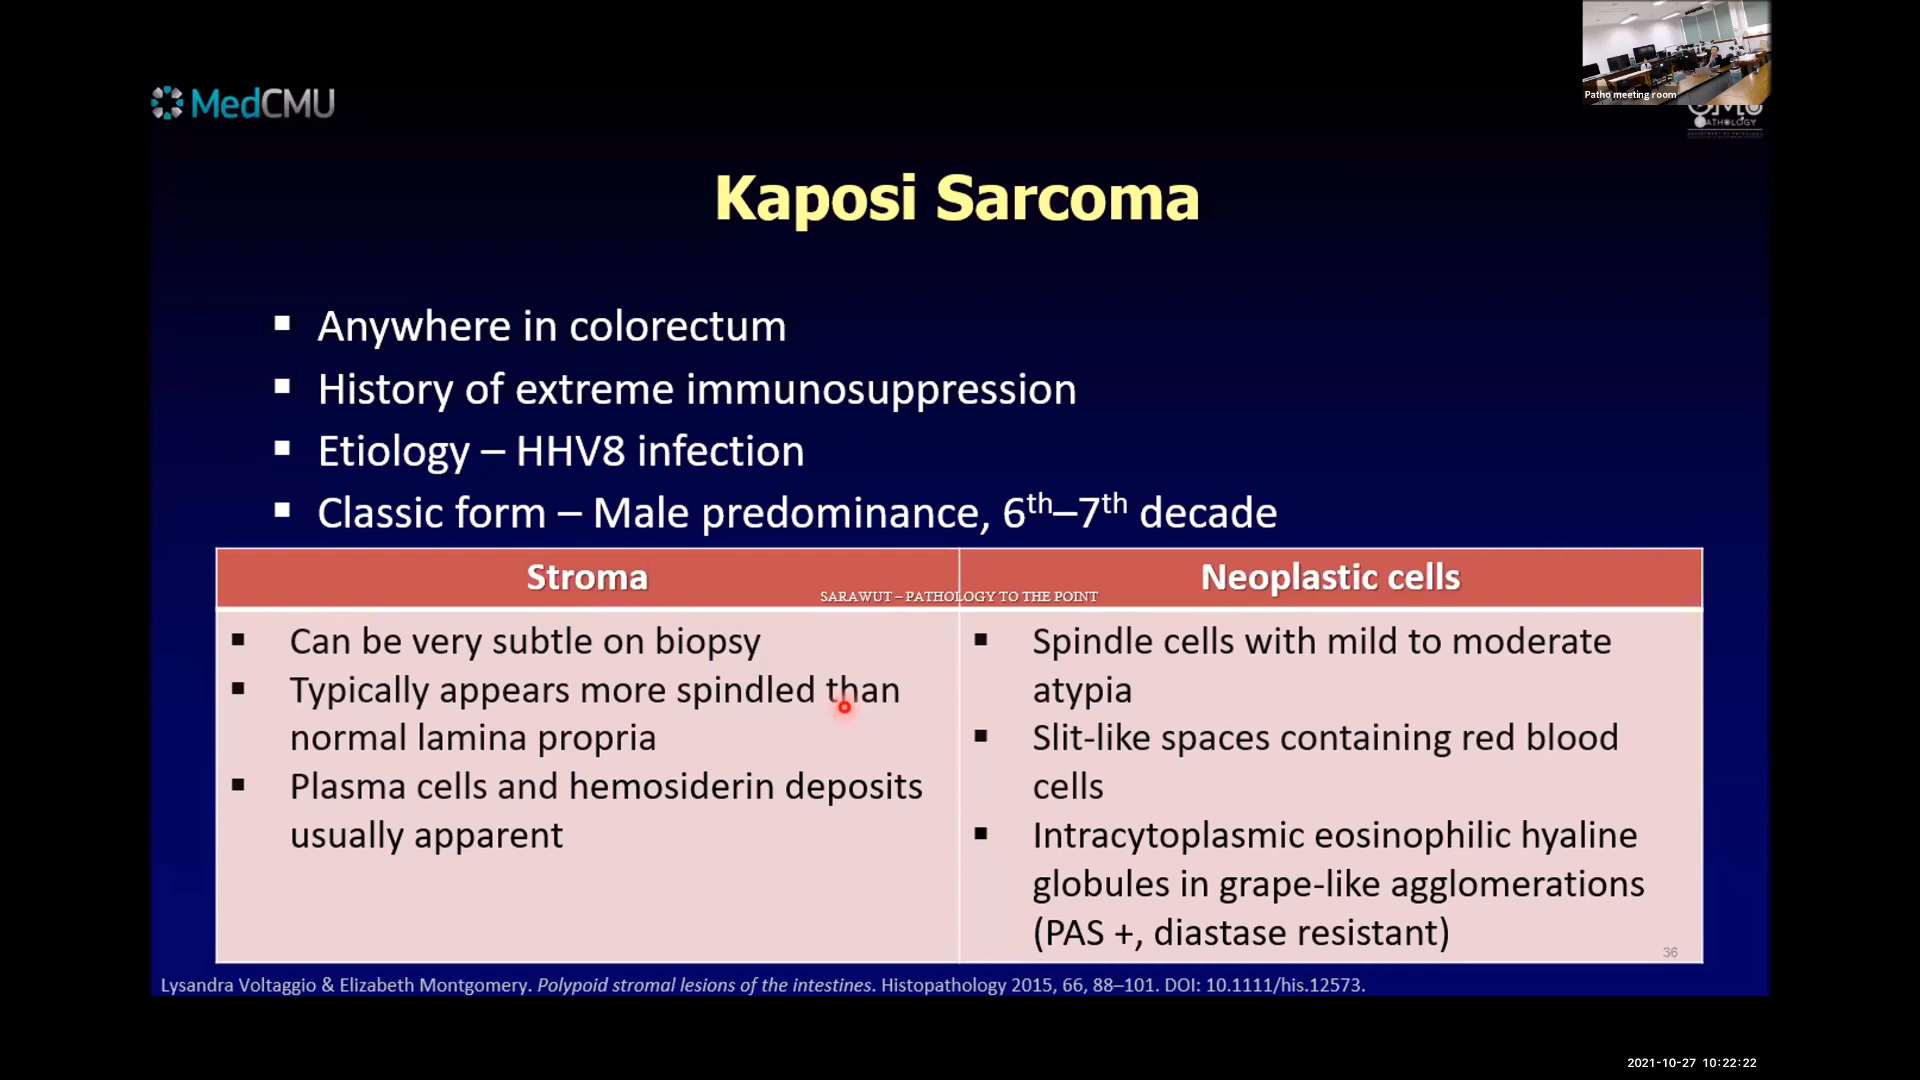 Patho meeting room
MedCMU
PATHOLOGY
Kaposi Sarcoma
▪ Anywhere in colorectum
▪ History of extreme immunosuppression
▪ Etiology – HHV8 infection
▪ Classic form – Male predominance, 6th–7th decade
Stroma
Neoplastic cells
SARAWUT – PATHOLOGY TO THE POINT
▪ Can be very subtle on biopsy
▪ Typically appears more spindled than
normal lamina propria
▪ Plasma cells and hemosiderin deposits
usually apparent
▪ Spindle cells with mild to moderate
atypia
▪ Slit-like spaces containing red blood
cells
▪ Intracytoplasmic eosinophilic hyaline
globules in grape-like agglomerations
(PAS +, diastase resistant)
36
Lysandra Voltaggio & Elizabeth Montgomery. Polypoid stromal lesions of the intestines. Histopathology 2015, 66, 88–101. DOI: 10.1111/his.12573.
2021-10-27 10:22:22